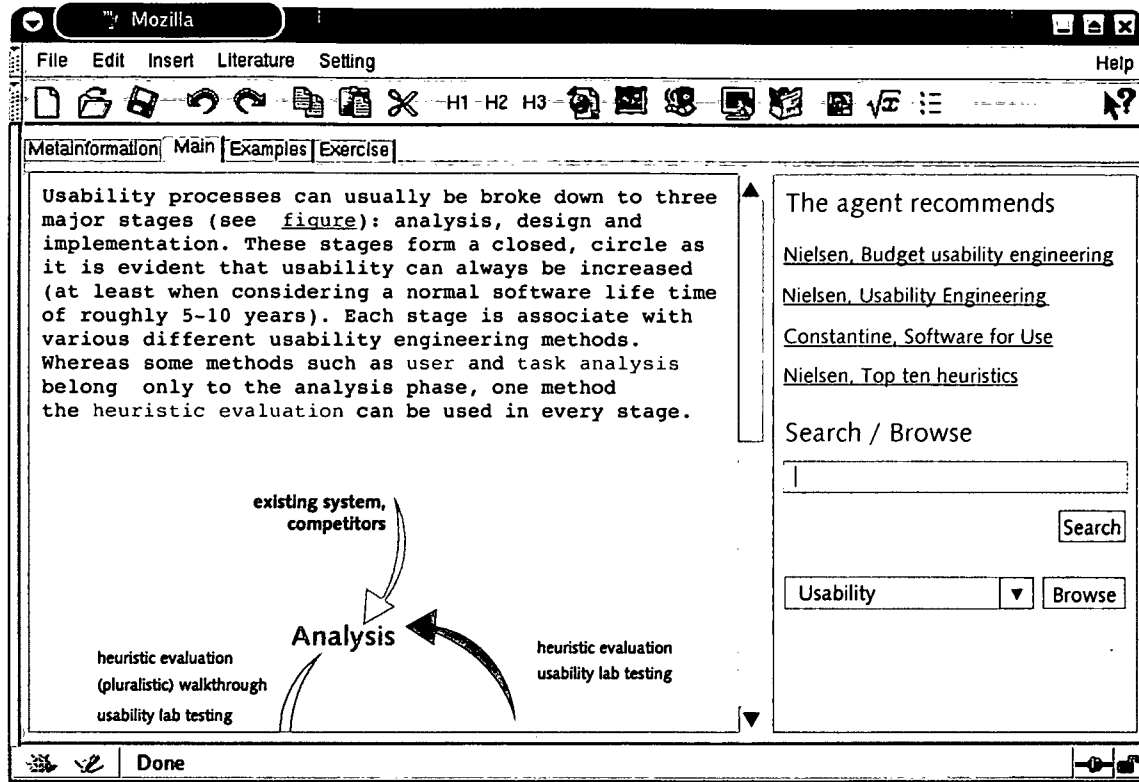 Mozilla
File Edit Insert Literature Setting Help
H1 H2 H3 √x ?
Metainformation Main Examples Exercise
Usability processes can usually be broke down to three
major stages (see figure): analysis, design and
implementation. These stages form a closed, circle as
it is evident that usability can always be increased
(at least when considering a normal software life time
of roughly 5-10 years). Each stage is associate with
various different usability engineering methods.
Whereas some methods such as user and task analysis
belong only to the analysis phase, one method
the heuristic evaluation can be used in every stage.
existing system,
competitors
Analysis
heuristic evaluation
(pluralistic) walkthrough
usability lab testing
heuristic evaluation
usability lab testing
The agent recommends
Nielsen, Budget usability engineering
Nielsen, Usability Engineering
Constantine, Software for Use
Nielsen, Top ten heuristics
Search / Browse
Search
Usability Browse
Done